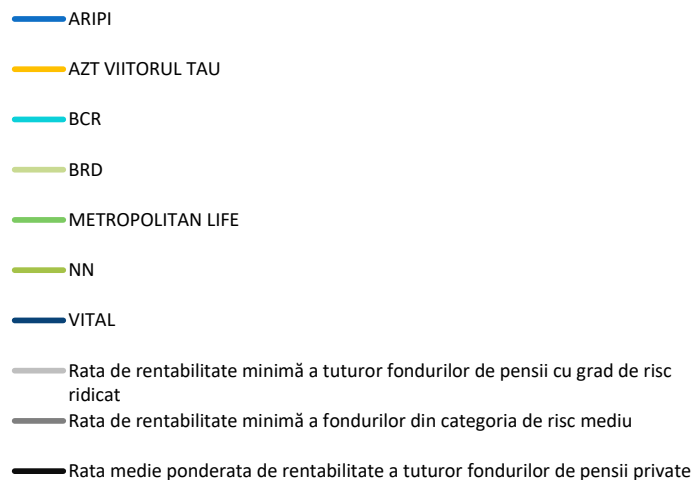 ARIPI
AZT VIITORUL TAU
BCR
BRD
METROPOLITAN LIFE
NN
VITAL
Rata de rentabilitate minimă a tuturor fondurilor de pensii cu grad de risc
ridicat
Rata de rentabilitate minimă a fondurilor din categoria de risc mediu
Rata medie ponderata de rentabilitate a tuturor fondurilor de pensii private